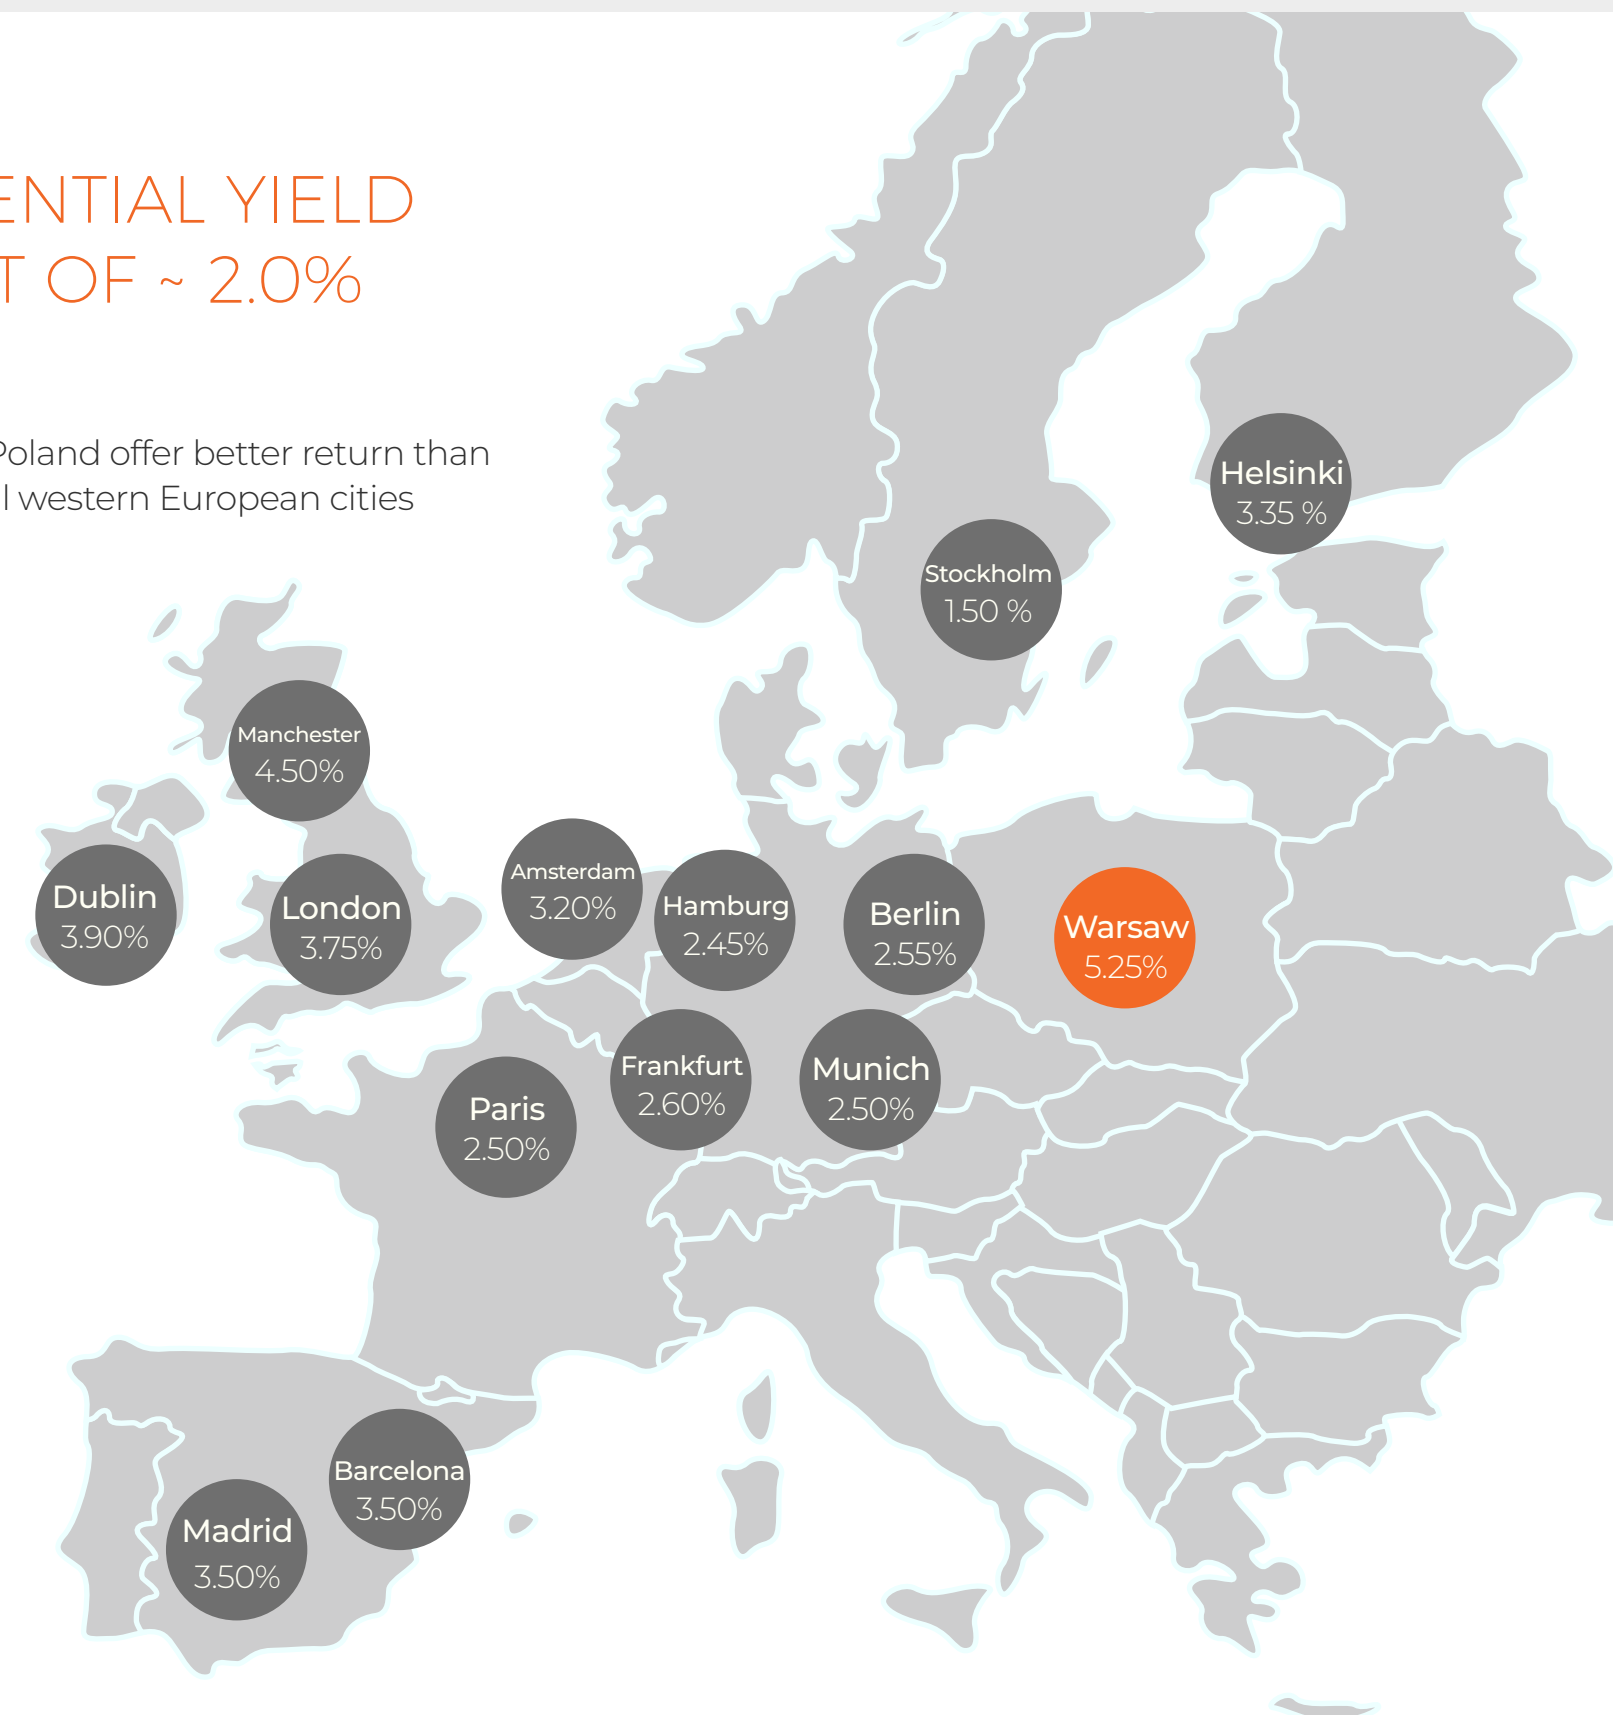 ENTIAL YIELD
T OF ~ 2.0%
Poland offer better return than
l western European cities
Helsinki
3.35 %
Stockholm
1.50 %
Manchester
4.50%
Dublin
3.90%
London
3.75%
Amsterdam
3.20%
Hamburg
2.45%
Berlin
2.55%
Warsaw
5.25%
Paris
2.50%
Frankfurt
2.60%
Munich
2.50%
Barcelona
3.50%
Madrid
3.50%